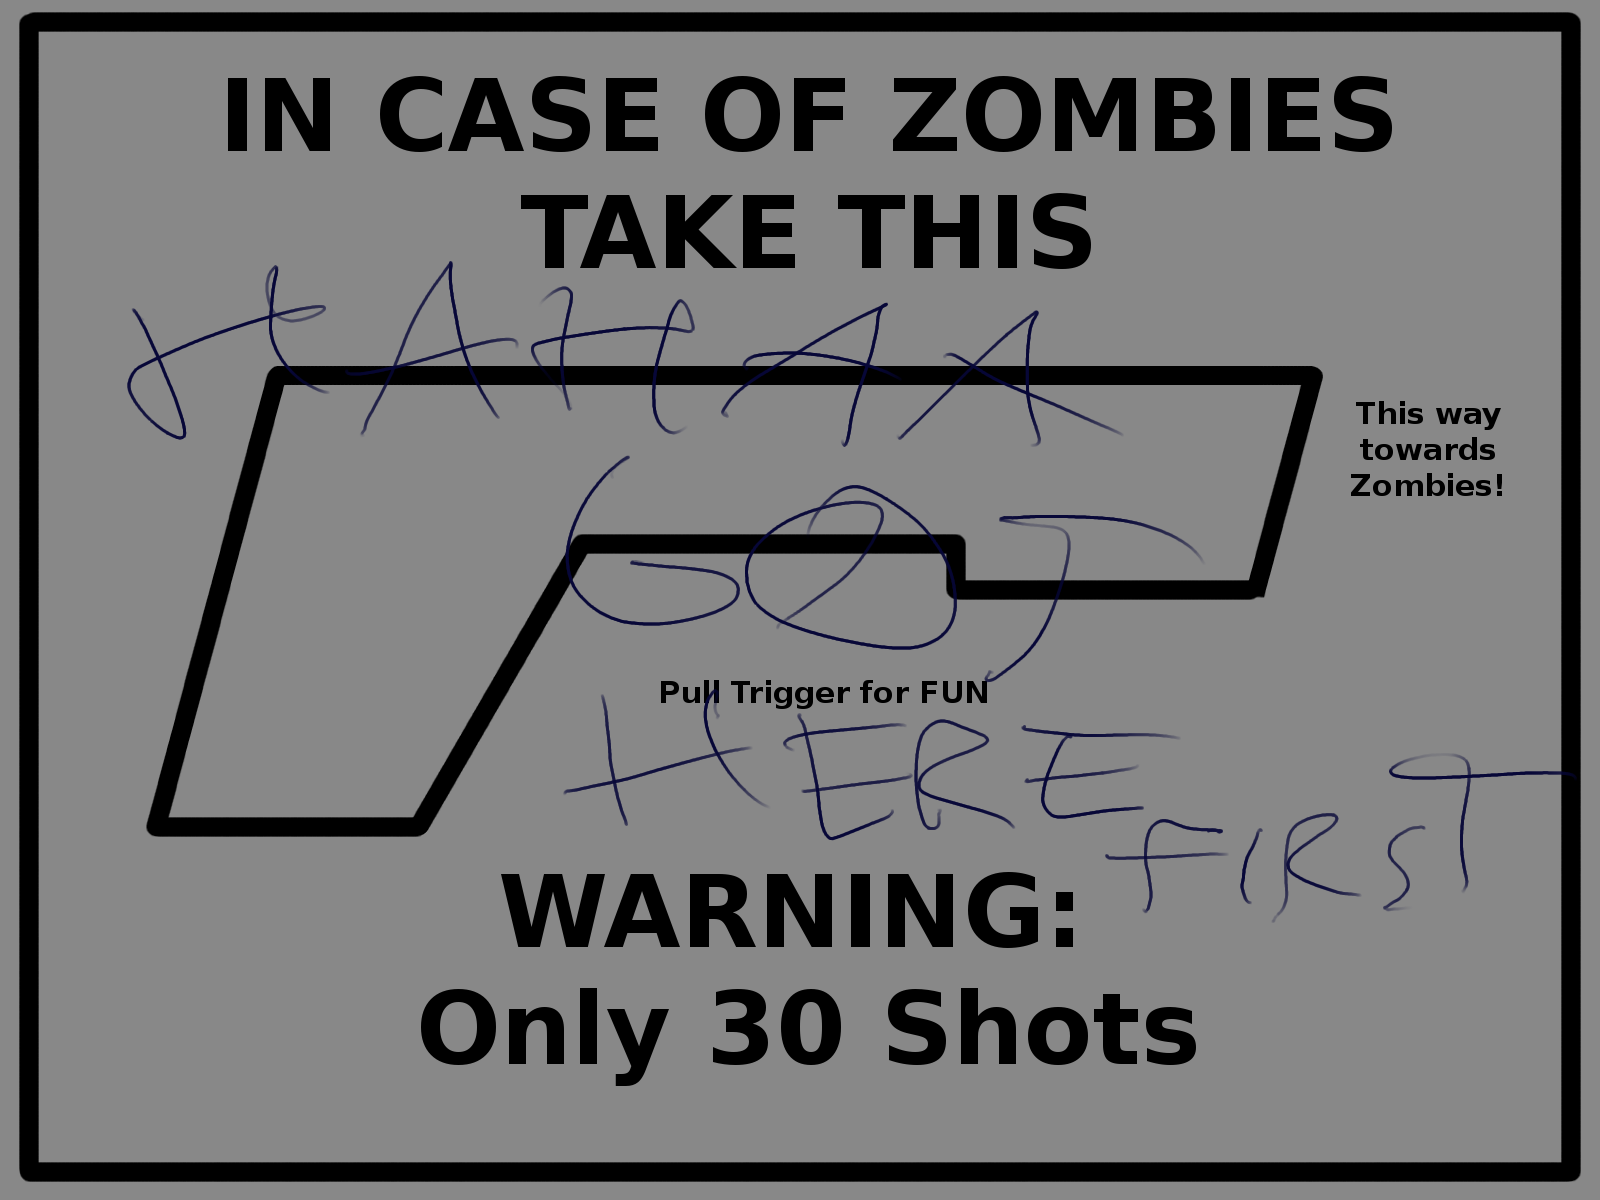 IN CASE OF ZOMBIES
TAKE THIS
HAHAA
This way
towards
Zombies!
GOT
Pull Trigger for FUN
HERE
FIRST
WARNING:
Only 30 Shots